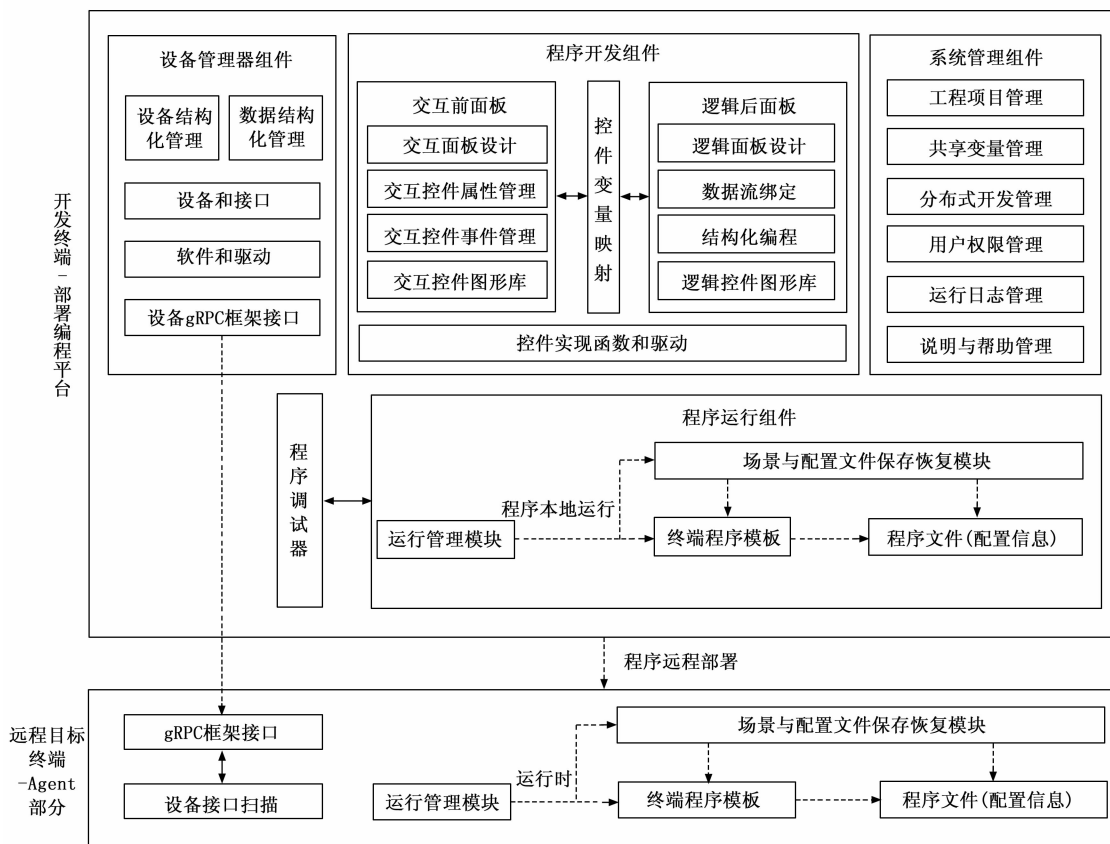 开发终端-部署编程平台
设备管理器组件
设备结构
化管理
数据结构
化管理
设备和接口
软件和驱动
设备gRPC框架接口
程序开发组件
交互前面板
交互面板设计
交互控件属性管理
交互控件事件管理
交互控件图形库
控件变量映射
逻辑后面板
逻辑面板设计
数据流绑定
结构化编程
逻辑控件图形库
控件实现函数和驱动
系统管理组件
工程项目管理
共享变量管理
分布式开发管理
用户权限管理
运行日志管理
说明与帮助管理
程序调试器
程序运行组件
场景与配置文件保存恢复模块
程序本地运行
运行管理模块
终端程序模板
程序文件(配置信息)
程序远程部署
远程目标
终端
-Agent
部分
gRPC框架接口
设备接口扫描
场景与配置文件保存恢复模块
运行时
运行管理模块
终端程序模板
程序文件(配置信息)